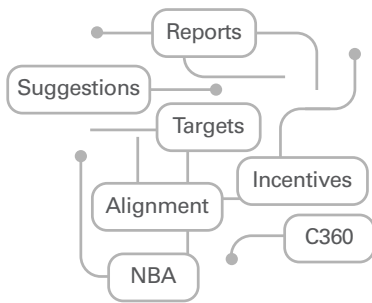 Reports
Suggestions
Targets
Incentives
Alignment
C360
NBA